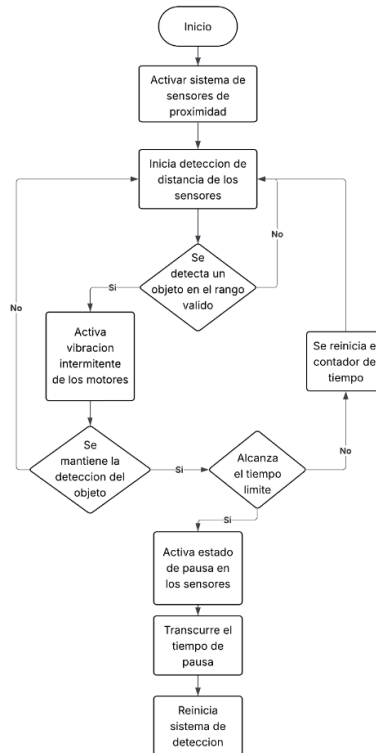 Inicio
Activar sistema de
sensores de
proximidad
Inicia deteccion de
distancia de los
sensores
No
Se
detecta un
objeto en el rango
valido
Si
No
Activa
vibracion
intermitente
de los motores
Se reinicia el
contador de
tiempo
Se
mantiene la
deteccion del
objeto
Si
Alcanza
el tiempo
limite
No
Si
Activa estado
de pausa en
los sensores
Transcurre el
tiempo de
pausa
Reinicia
sistema de
deteccion